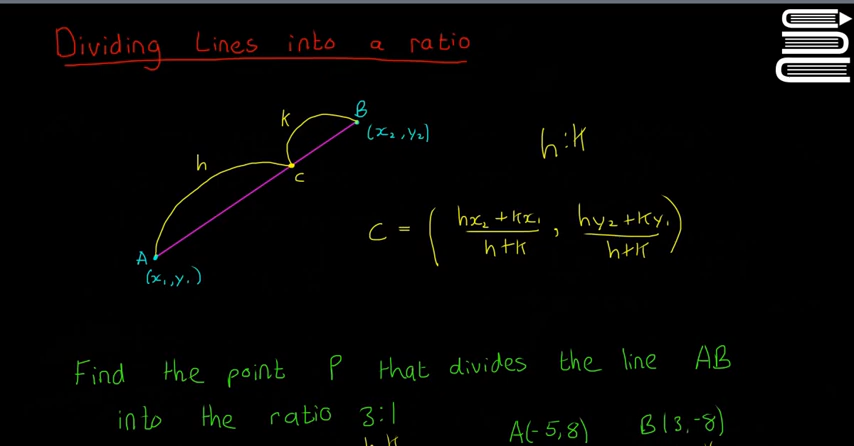 Dividing Lines into a ratio
B
K
(x₂, y₂)
h:K
h
C
C = ( hx₂ + Kx₁ / h+K , hy₂ + Ky₁ / h+K )
A
(x₁, y₁)
Find the point P that divides the line AB
into the ratio 3:1
A(-5,8) B(3,-8)
h K